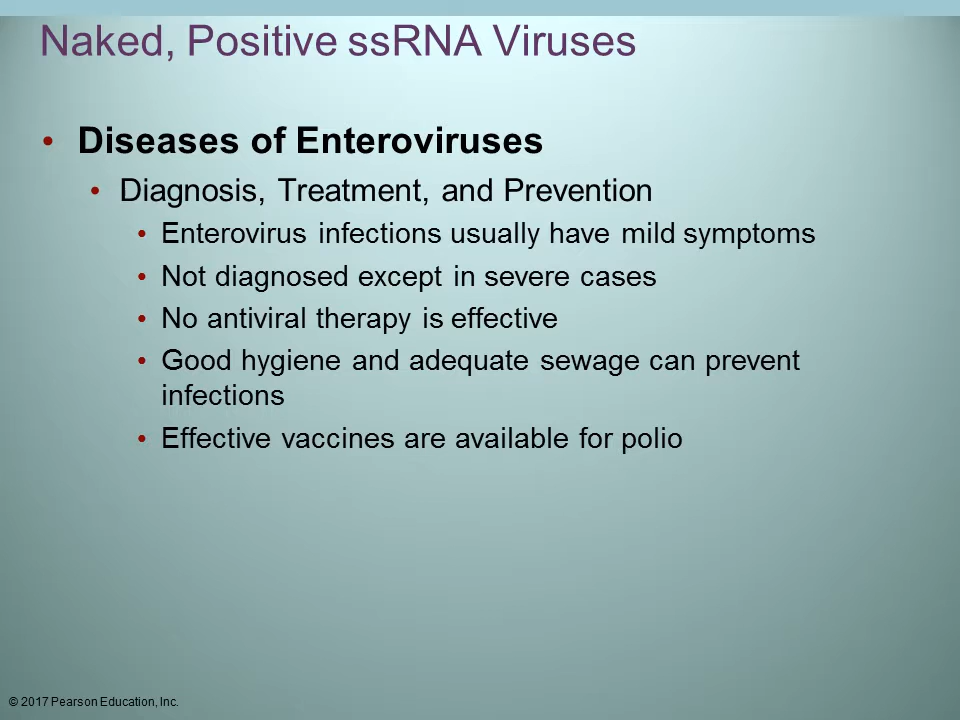 Naked, Positive ssRNA Viruses
• Diseases of Enteroviruses
• Diagnosis, Treatment, and Prevention
• Enterovirus infections usually have mild symptoms
• Not diagnosed except in severe cases
• No antiviral therapy is effective
• Good hygiene and adequate sewage can prevent
infections
• Effective vaccines are available for polio
© 2017 Pearson Education, Inc.